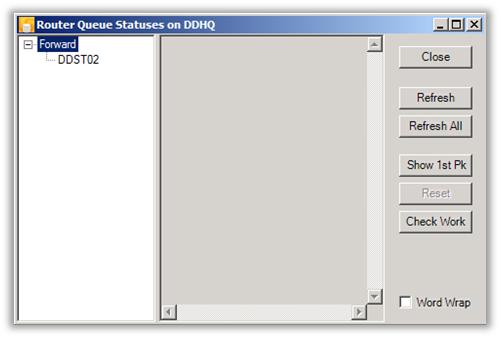 Router Queue Statuses on DDHQ
Forward
DDST02
Close
Refresh
Refresh All
Show 1st Pk
Reset
Check Work
Word Wrap